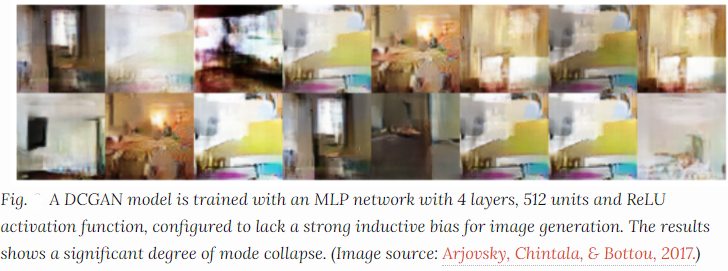 Fig. A DCGAN model is trained with an MLP network with 4 layers, 512 units and ReLU
activation function, configured to lack a strong inductive bias for image generation. The results
shows a significant degree of mode collapse. (Image source: Arjovsky, Chintala, & Bottou, 2017.)